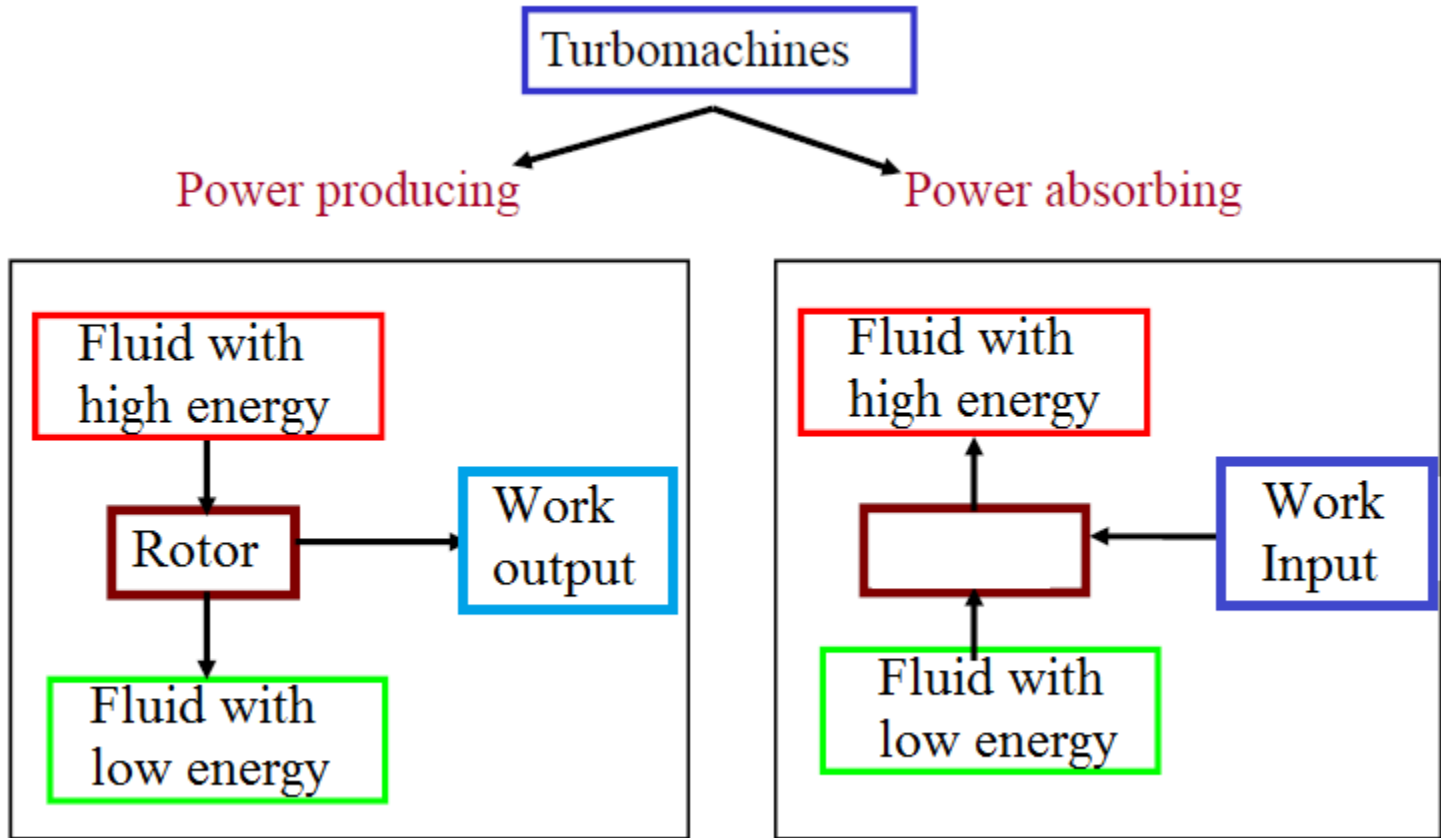 Turbomachines
Power producing
Power absorbing
Fluid with
high energy
Rotor
Work
output
Fluid with
low energy
Fluid with
high energy
Work
Input
Fluid with
low energy